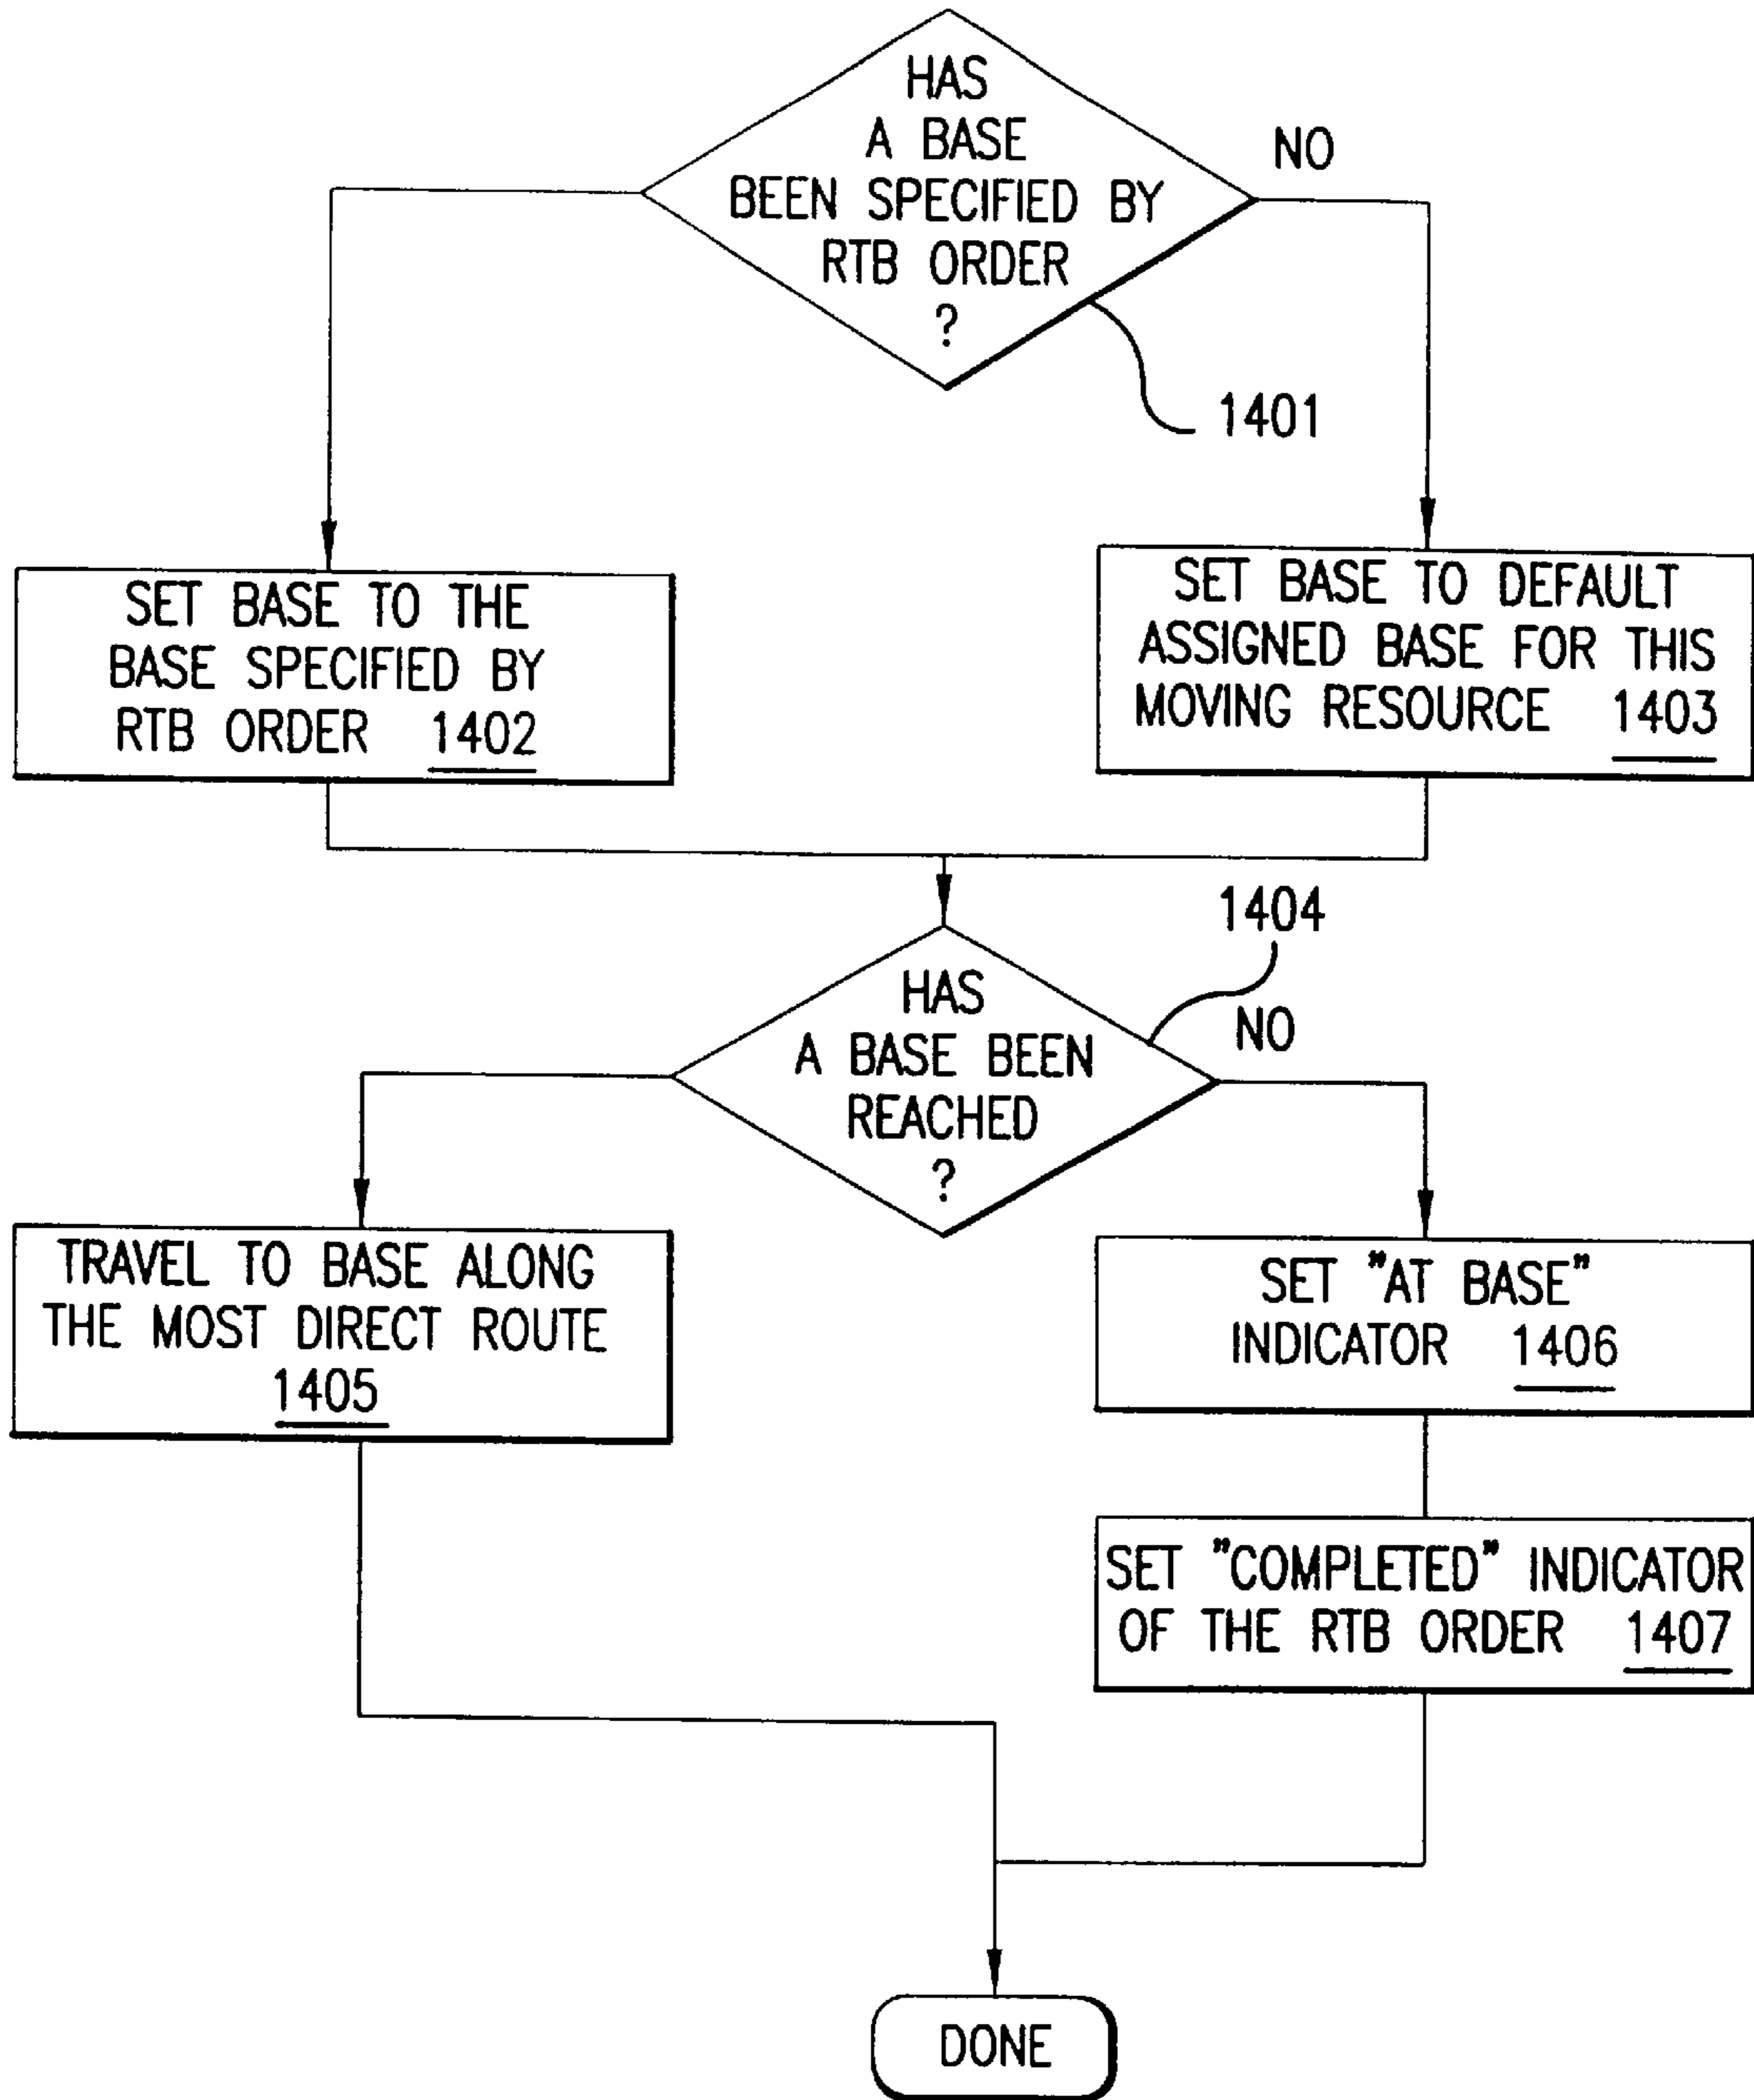 HAS
A BASE
BEEN SPECIFIED BY
RTB ORDER
?
NO
1401
SET BASE TO THE
BASE SPECIFIED BY
RTB ORDER 1402
SET BASE TO DEFAULT
ASSIGNED BASE FOR THIS
MOVING RESOURCE 1403
1404
HAS
A BASE BEEN
REACHED
?
NO
TRAVEL TO BASE ALONG
THE MOST DIRECT ROUTE
1405
SET "AT BASE"
INDICATOR 1406
SET "COMPLETED" INDICATOR
OF THE RTB ORDER 1407
DONE